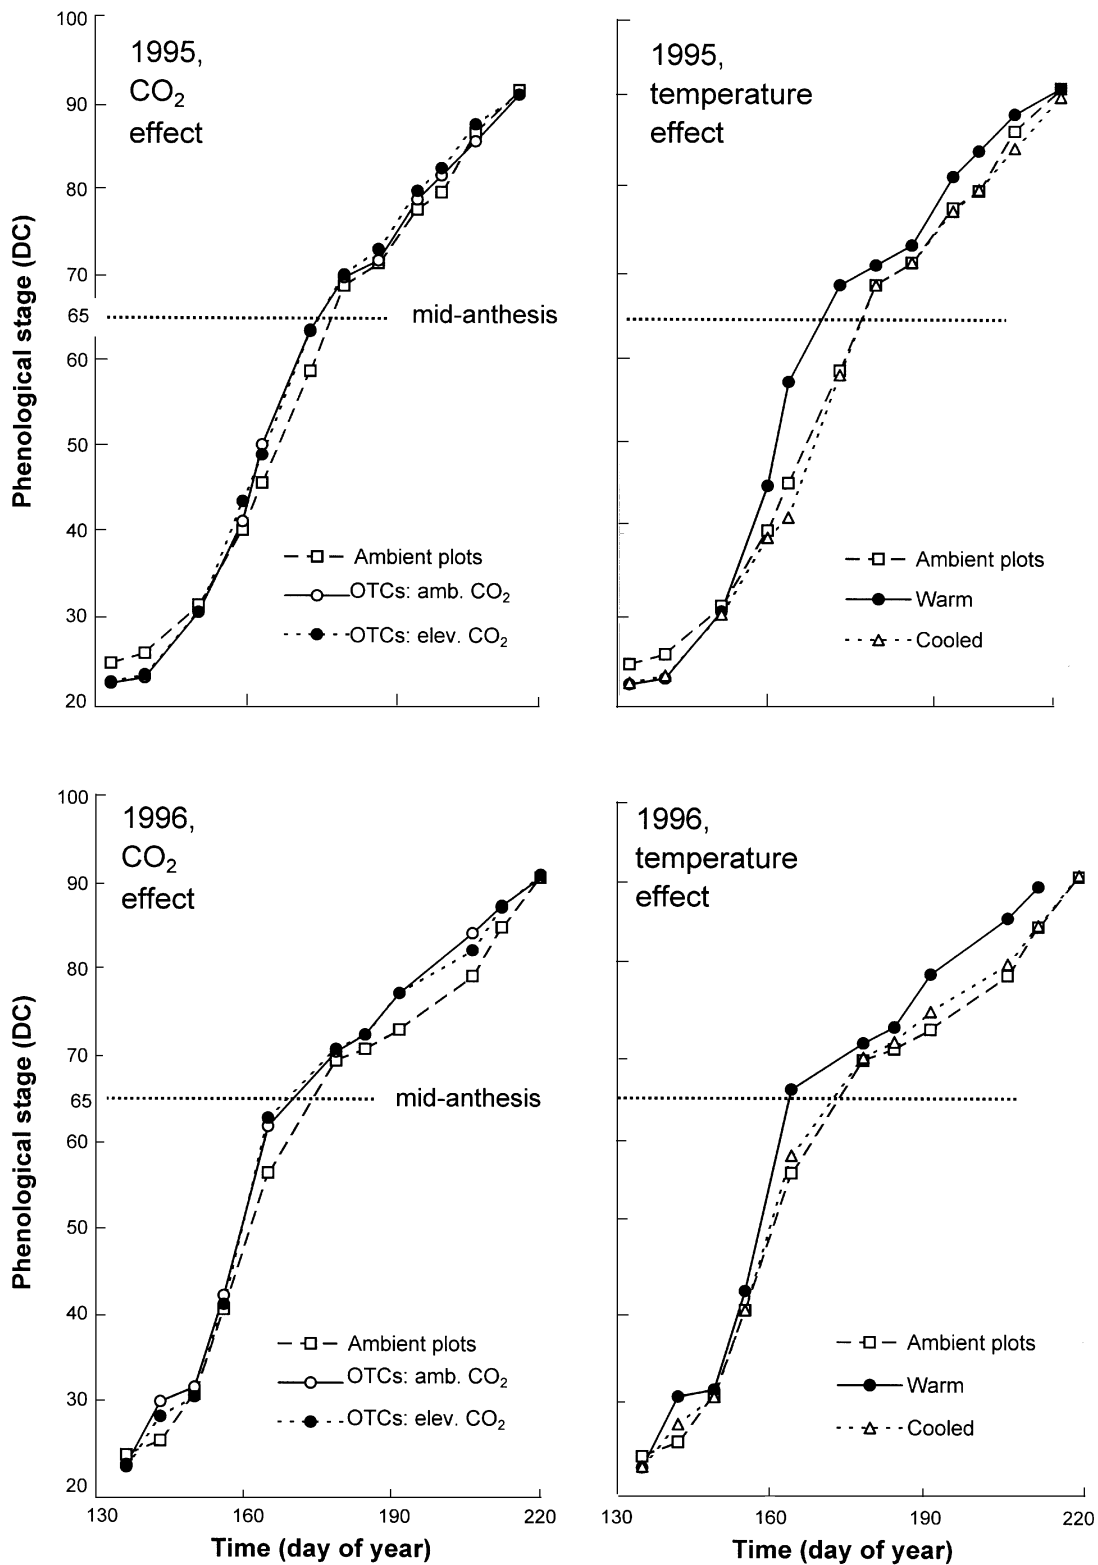 100
90
80
70
65
60
50
40
30
20
Phenological stage (DC)
1995,
CO₂
effect
mid-anthesis
Ambient plots
OTCs: amb. CO₂
OTCs: elev. CO₂
1995,
temperature
effect
Ambient plots
Warm
Cooled
100
90
80
70
65
60
50
40
30
20
Phenological stage (DC)
1996,
CO₂
effect
mid-anthesis
Ambient plots
OTCs: amb. CO₂
OTCs: elev. CO₂
130 160 190 220
Time (day of year)
1996,
temperature
effect
Ambient plots
Warm
Cooled
130 160 190 220
Time (day of year)